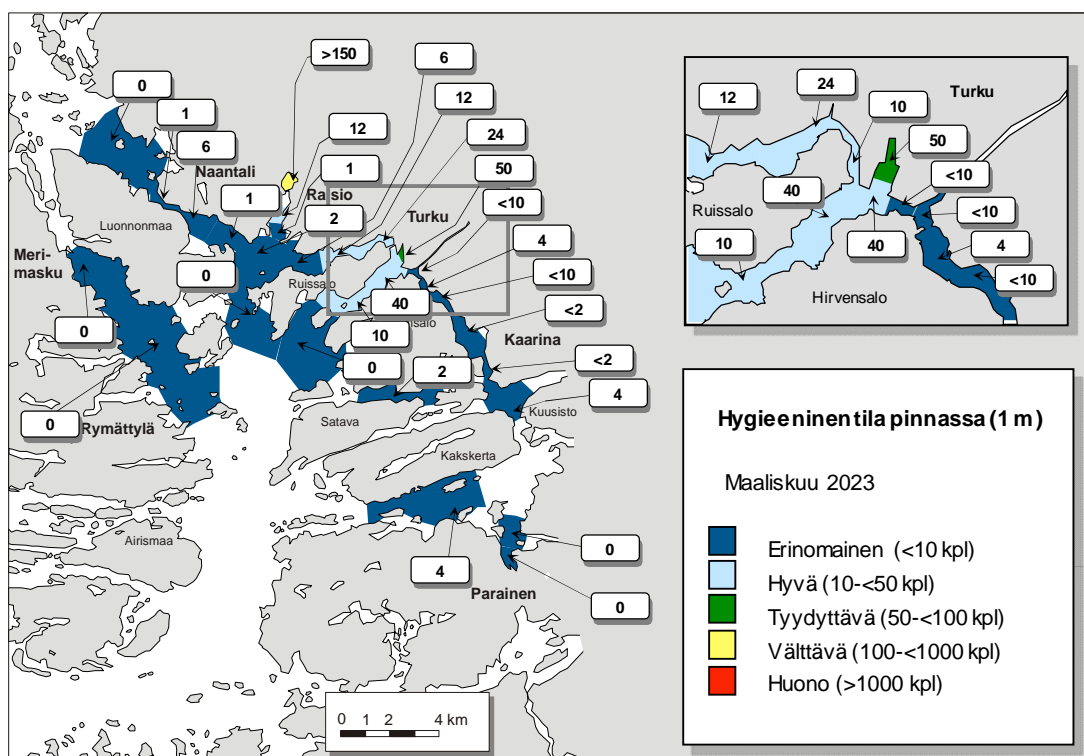 >150
6
0
12
1
12
24
6
Naantali
1
50
1
Raisio
2
Turku
<10
Luonnonmaa
4
Meri-
masku
0
Ruissalo
<10
40
<2
0
10
salo
Kaarina
0
2
<2
4
0
Rymättylä
Satava
Kuusisto
Kakskerta
Airismaa
0
4
Parainen
0
0 1 2 4 km
24
Turku
12
10
10
50
40
<10
Ruissalo
<10
10
40
4
<10
Hirvensalo
Hygieeninen tila pinnassa (1 m)
Maaliskuu 2023
Erinomainen (<10 kpl)
Hyvä (10-<50 kpl)
Tyydyttävä (50-<100 kpl)
Välttävä (100-<1000 kpl)
Huono (>1000 kpl)